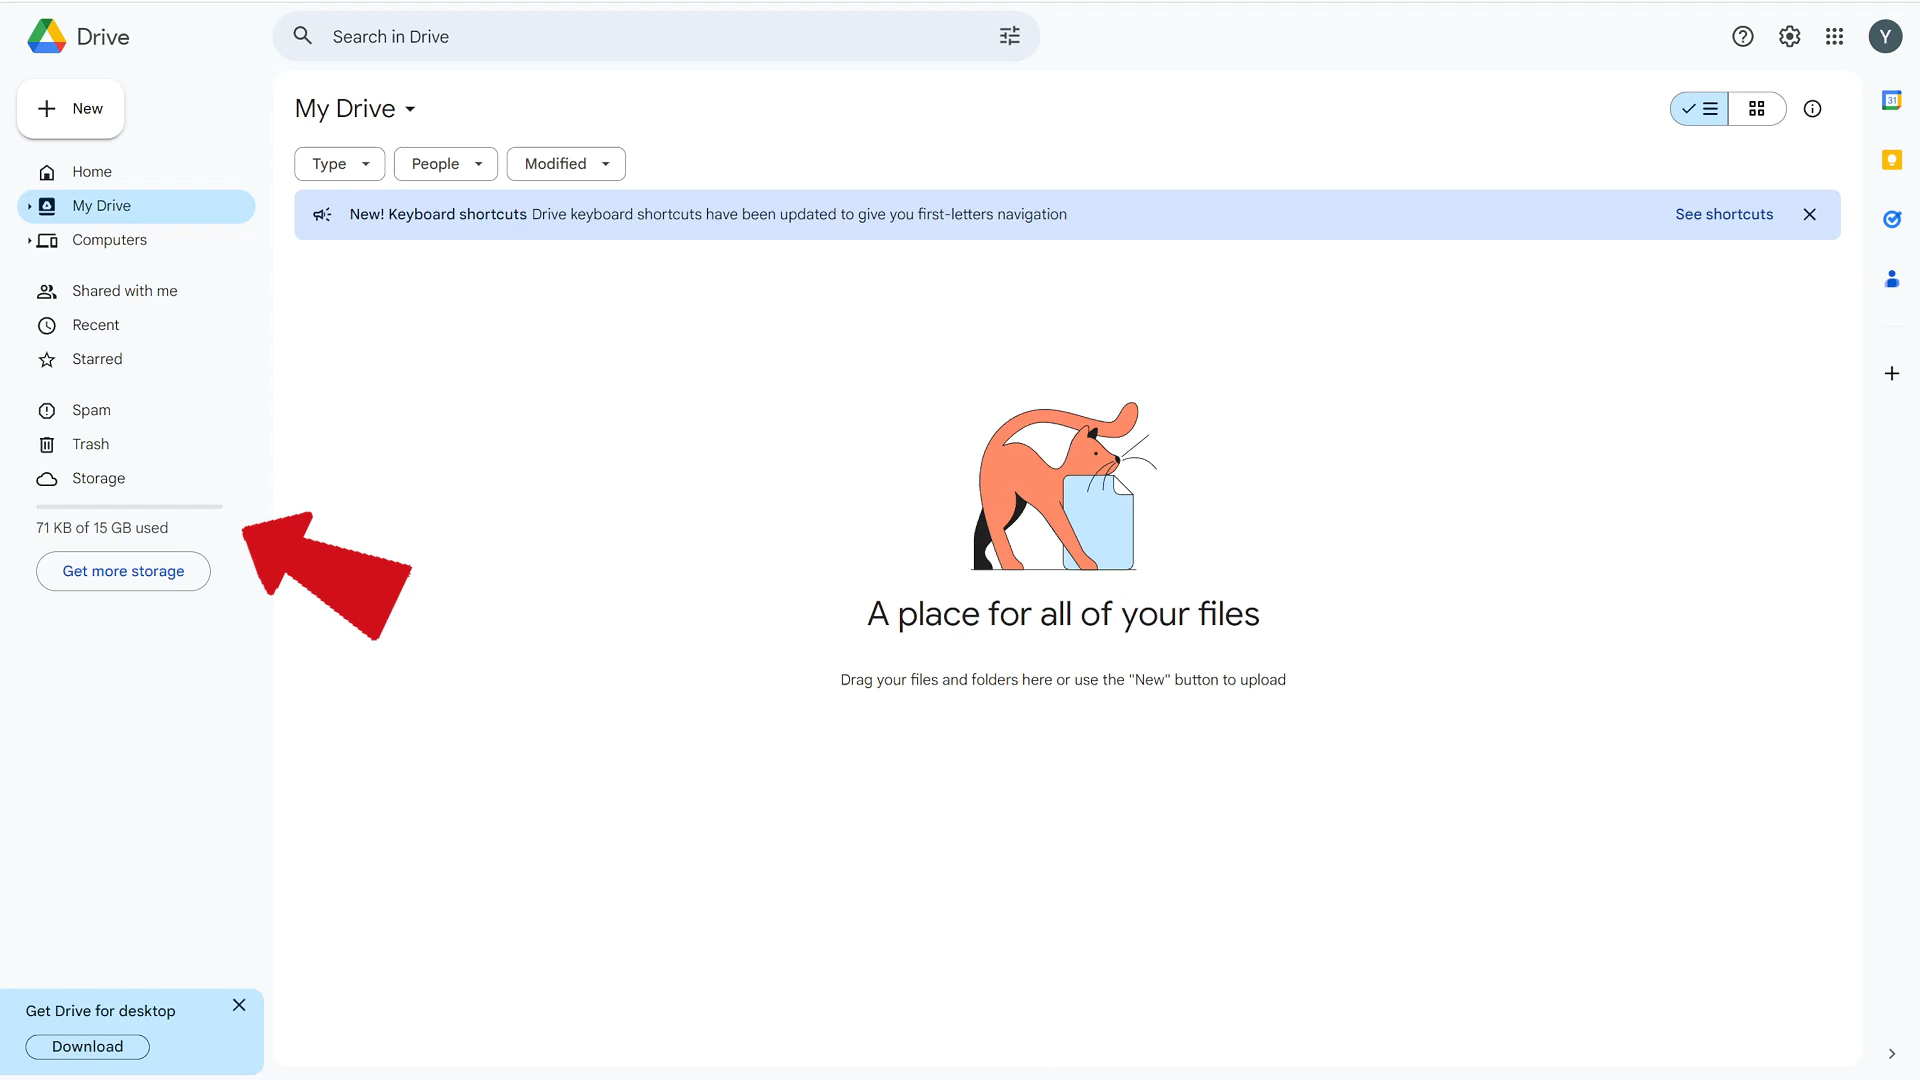 Drive
Search in Drive
Y
New
My Drive
31
Home
My Drive
Computers
Shared with me
Recent
Starred
Spam
Trash
Storage
71 KB of 15 GB used
Get more storage
Type
People
Modified
New! Keyboard shortcuts Drive keyboard shortcuts have been updated to give you first-letters navigation
See shortcuts
A place for all of your files
Drag your files and folders here or use the "New" button to upload
Get Drive for desktop
Download